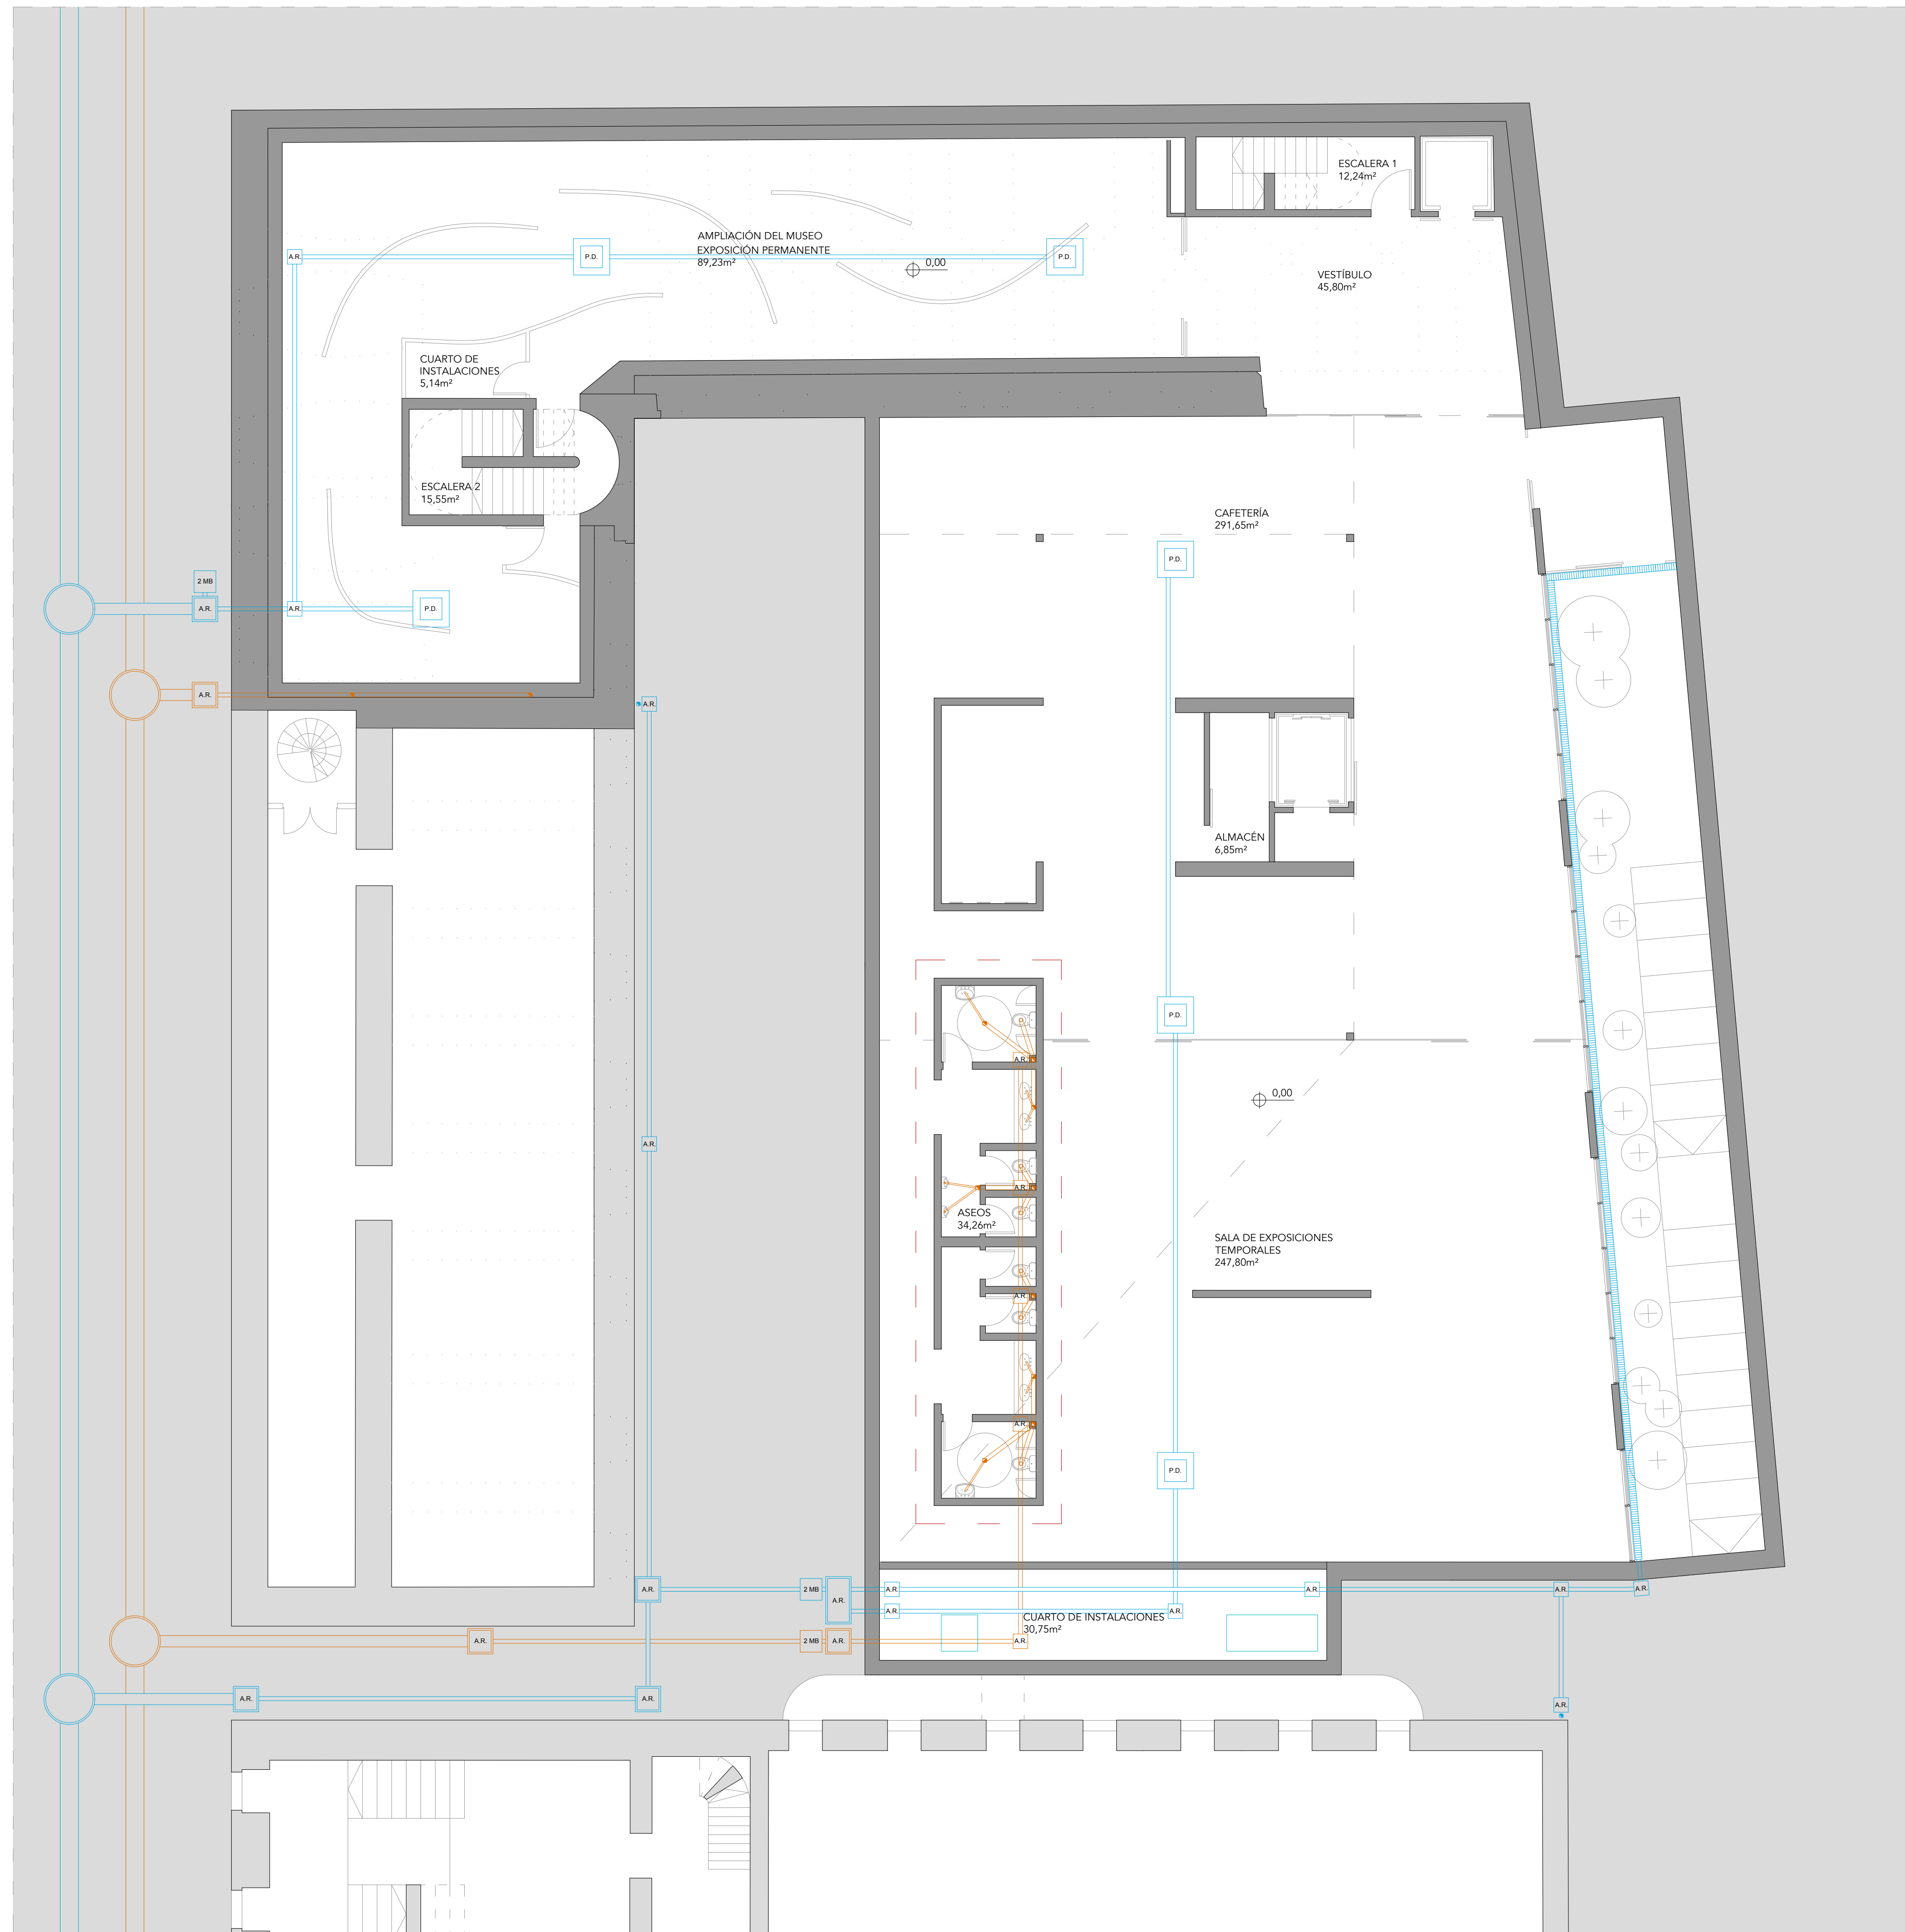 ESCALERA 1
12,24m²
AMPLIACIÓN DEL MUSEO
EXPOSICIÓN PERMANENTE
89,23m²
A.R.
P.D.
P.D.
0,00
VESTÍBULO
45,80m²
CUARTO DE
INSTALACIONES
5,14m²
ESCALERA 2
15,55m²
CAFETERÍA
291,65m²
P.D.
2 MB
A.R.
A.R.
P.D.
A.R.
A.R.
ALMACÉN
6,85m²
P.D.
A.R.
0,00
A.R.
A.R.
ASEOS
34,26m²
SALA DE EXPOSICIONES
TEMPORALES
247,80m²
A.R.
A.R.
P.D.
A.R.
2 MB
A.R.
A.R.
A.R.
A.R.
A.R.
A.R.
A.R.
CUARTO DE INSTALACIONES
30,75m²
A.R.
2 MB
A.R.
A.R.
A.R.
A.R.
A.R.